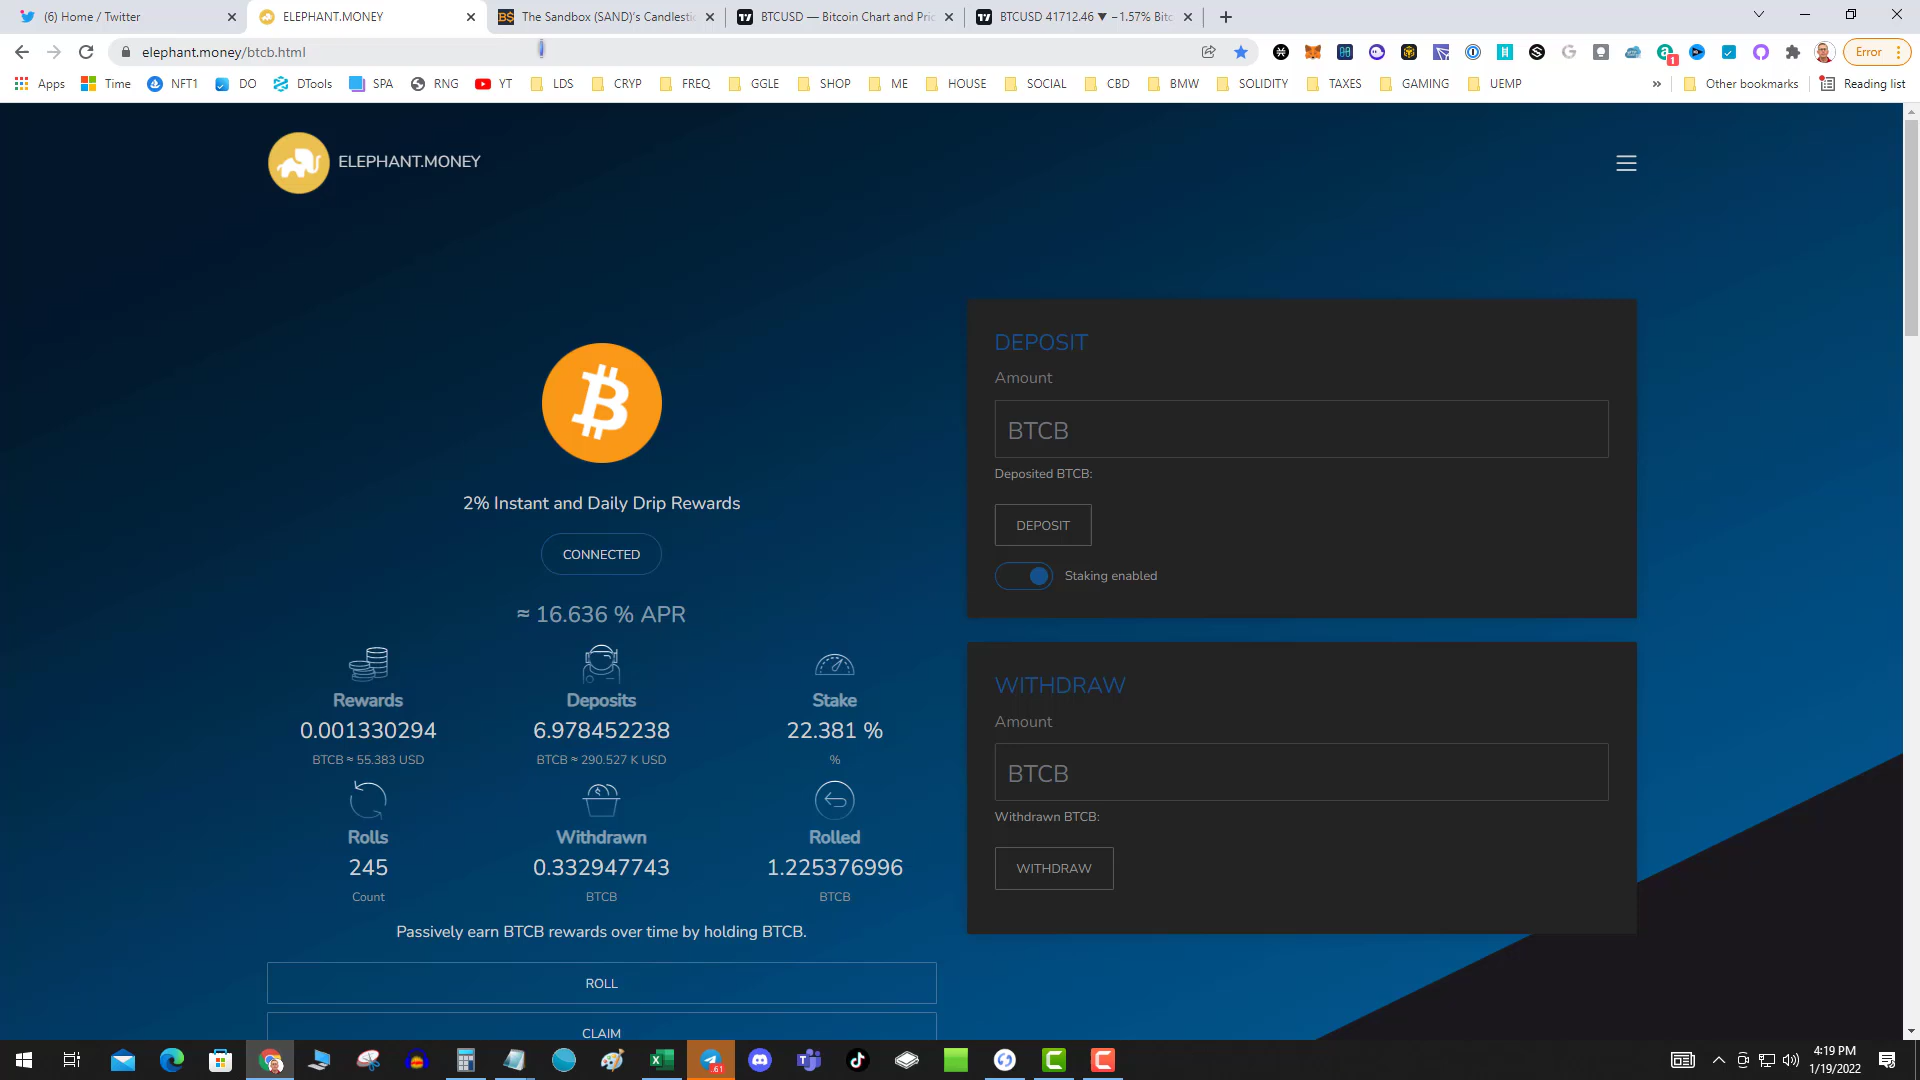 (6) Home / Twitter
ELEPHANT.MONEY
The Sandbox (SAND)'s Candlestic
BTCUSD — Bitcoin Chart and Pric
BTCUSD 41712.46 ▼ −1.57% Bitc
elephant.money/btcb.html
Error
Apps
Time
NFT1
DO
DTools
SPA
RNG
YT
LDS
CRYP
FREQ
GGLE
SHOP
ME
HOUSE
SOCIAL
CBD
BMW
SOLIDITY
TAXES
GAMING
UEMP
»
Other bookmarks
Reading list
ELEPHANT.MONEY
2% Instant and Daily Drip Rewards
CONNECTED
≈ 16.636 % APR
Rewards
0.001330294
BTCB ≈ 55.383 USD
Deposits
6.978452238
BTCB ≈ 290.527 K USD
Stake
22.381 %
%
Rolls
245
Count
Withdrawn
0.332947743
BTCB
Rolled
1.225376996
BTCB
Passively earn BTCB rewards over time by holding BTCB.
ROLL
CLAIM
DEPOSIT
Amount
BTCB
Deposited BTCB:
DEPOSIT
Staking enabled
WITHDRAW
Amount
BTCB
Withdrawn BTCB:
WITHDRAW
4:19 PM
1/19/2022